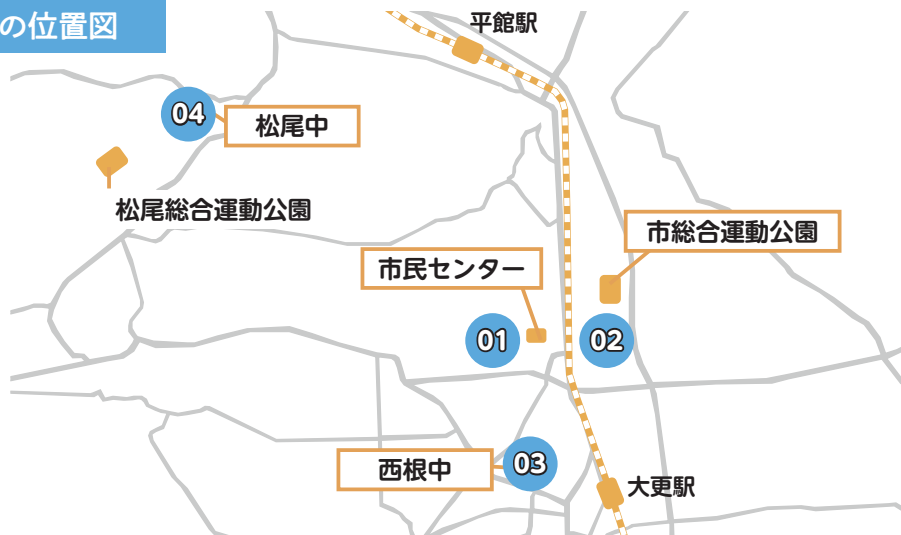 の位置図
平館駅
04
松尾中
松尾総合運動公園
市総合運動公園
市民センター
01
02
西根中
03
大更駅